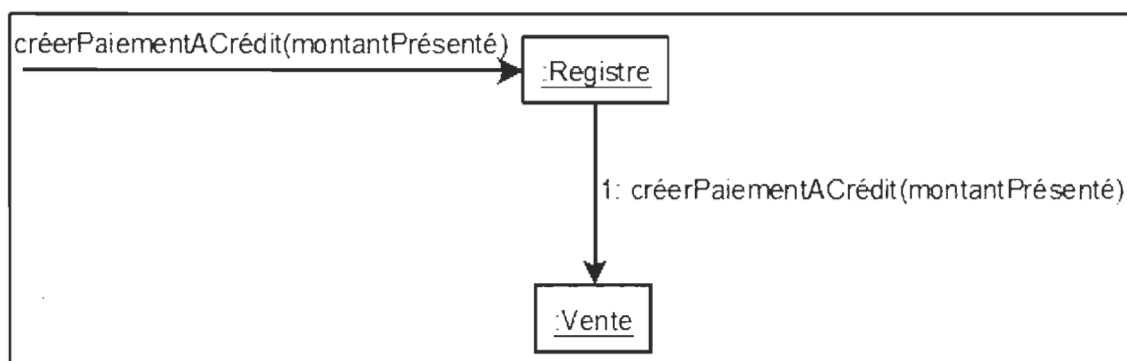 créerPaiementACrédit(montantPrésenté)
:Registre
1: créerPaiementACrédit(montantPrésenté)
:Vente